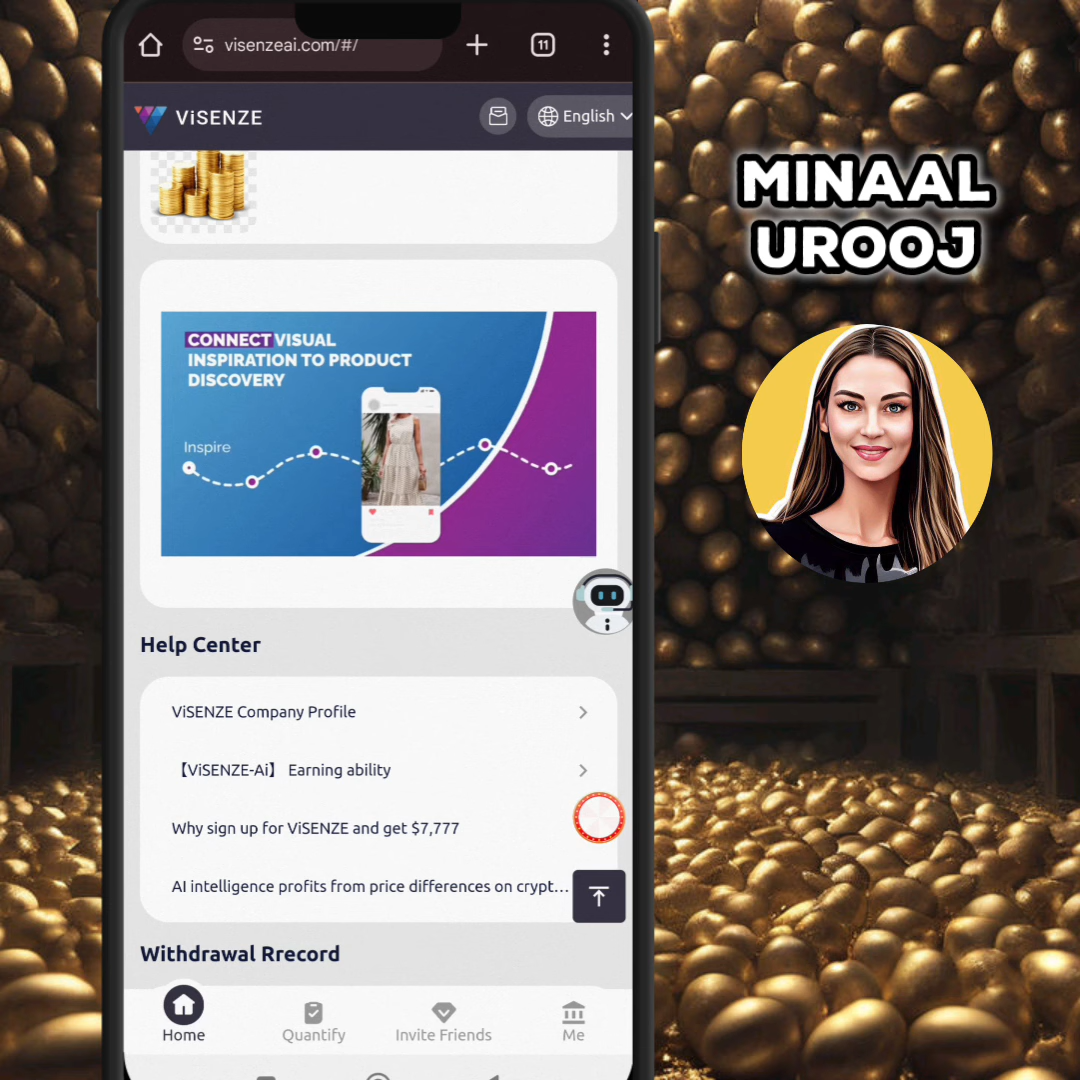 visenzeai.com/#/
11
ViSENZE
English
CONNECT VISUAL
INSPIRATION TO PRODUCT
DISCOVERY
Inspire
Help Center
ViSENZE Company Profile
【ViSENZE-Ai】 Earning ability
Why sign up for ViSENZE and get $7,777
AI intelligence profits from price differences on crypt...
Withdrawal Rrecord
Home
Quantify
Invite Friends
Me
MINAAL
UROOJ